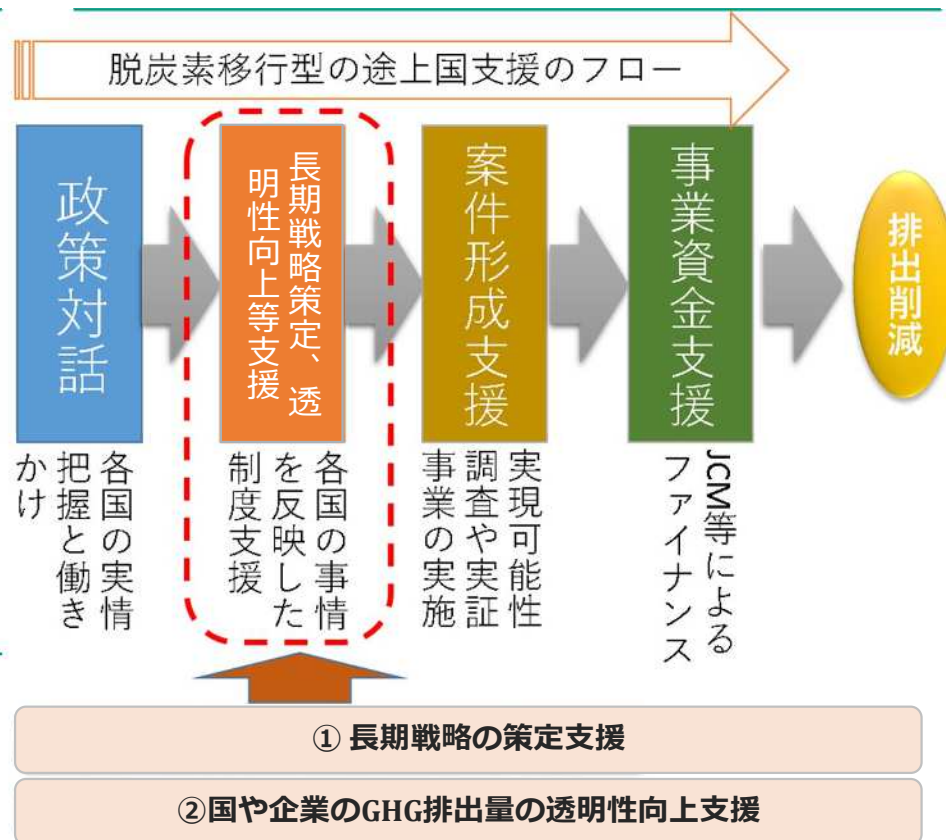 脱炭素移行型の途上国支援のフロー
政策対話
長期戦略策定、透
明性向上等支援
案件形成支援
事業資金支援
排出削減
各国の実情
把握と働き
かけ
各国の事情
を反映した
制度支援
実現可能性
調査や実証
事業の実施
JCM等による
ファイナンス
① 長期戦略の策定支援
②国や企業のGHG排出量の透明性向上支援